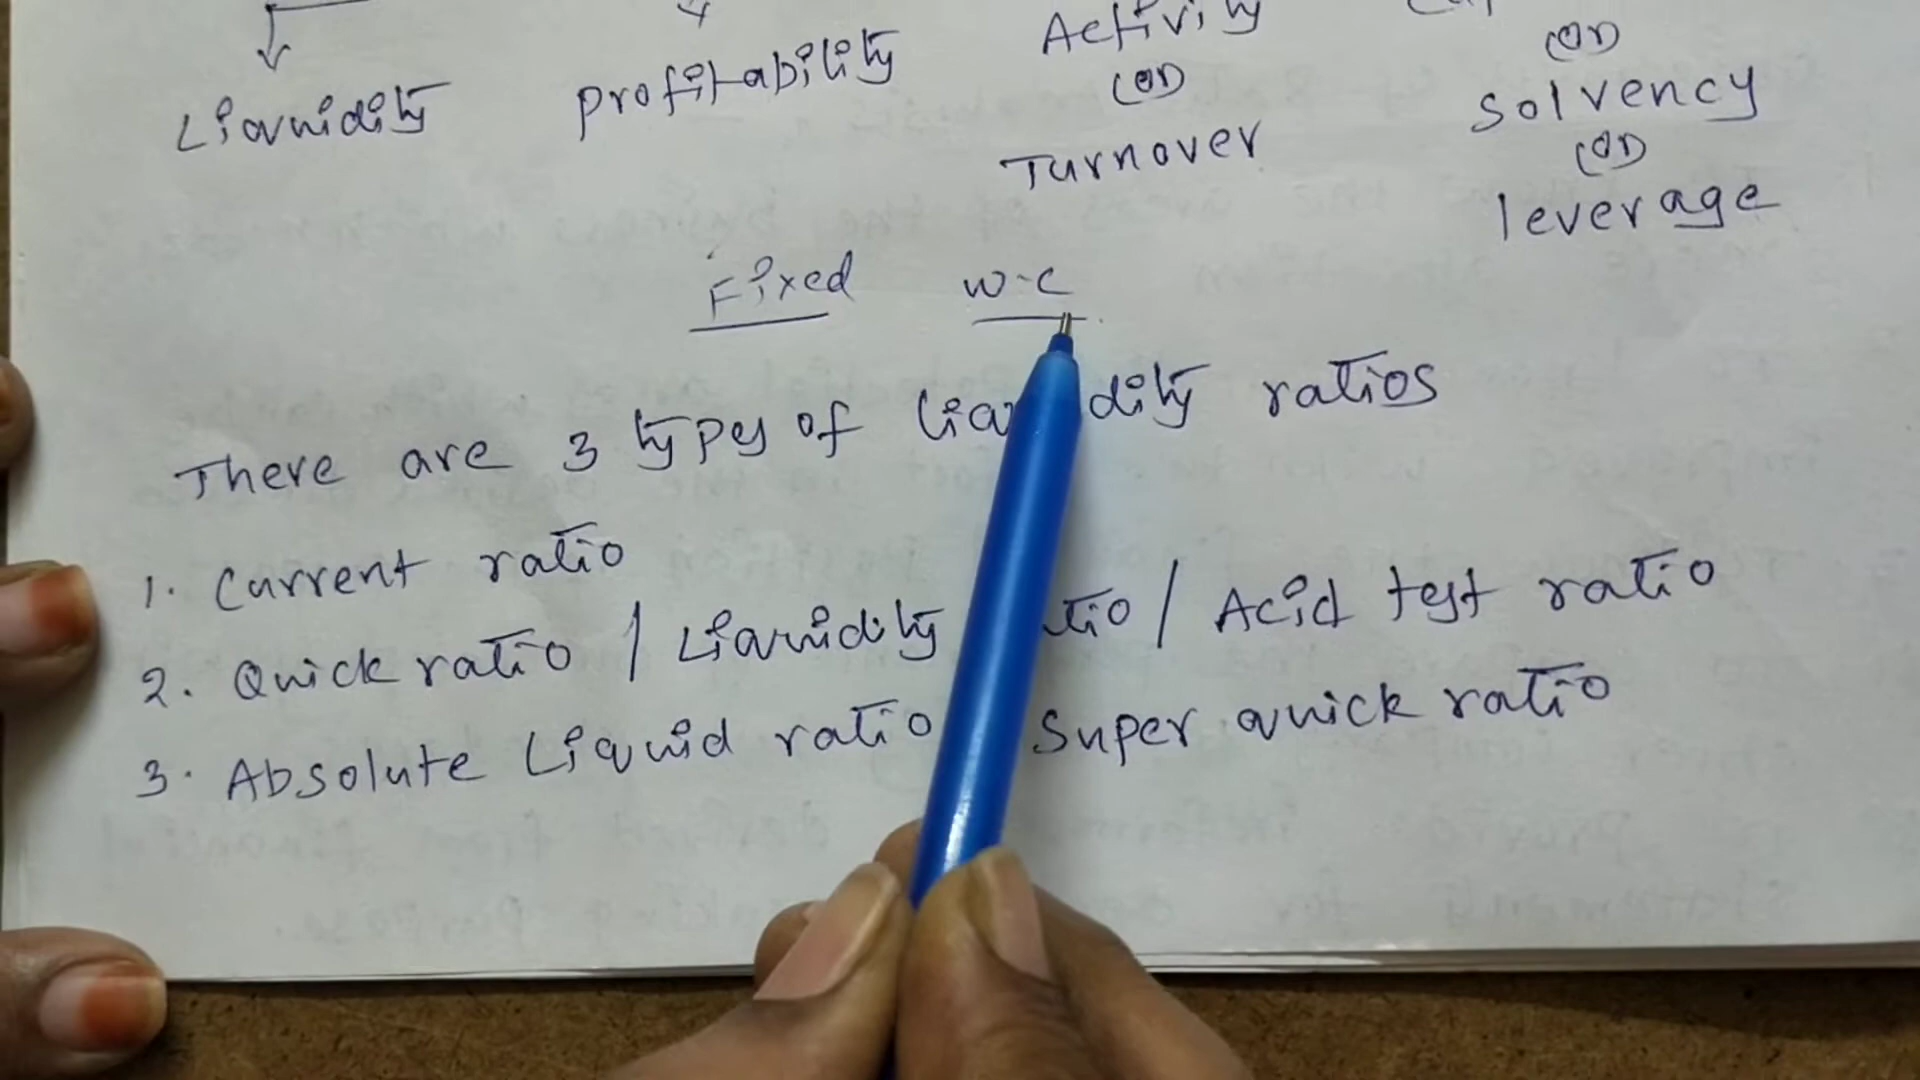 Liquidity profitability Activity (or) Turnover (or) Solvency (or) leverage
Fixed W.C
There are 3 types of liquidity ratios
1. Current ratio
2. Quick ratio / Liquidity ratio / Acid test ratio
3. Absolute Liquid ratio Super quick ratio